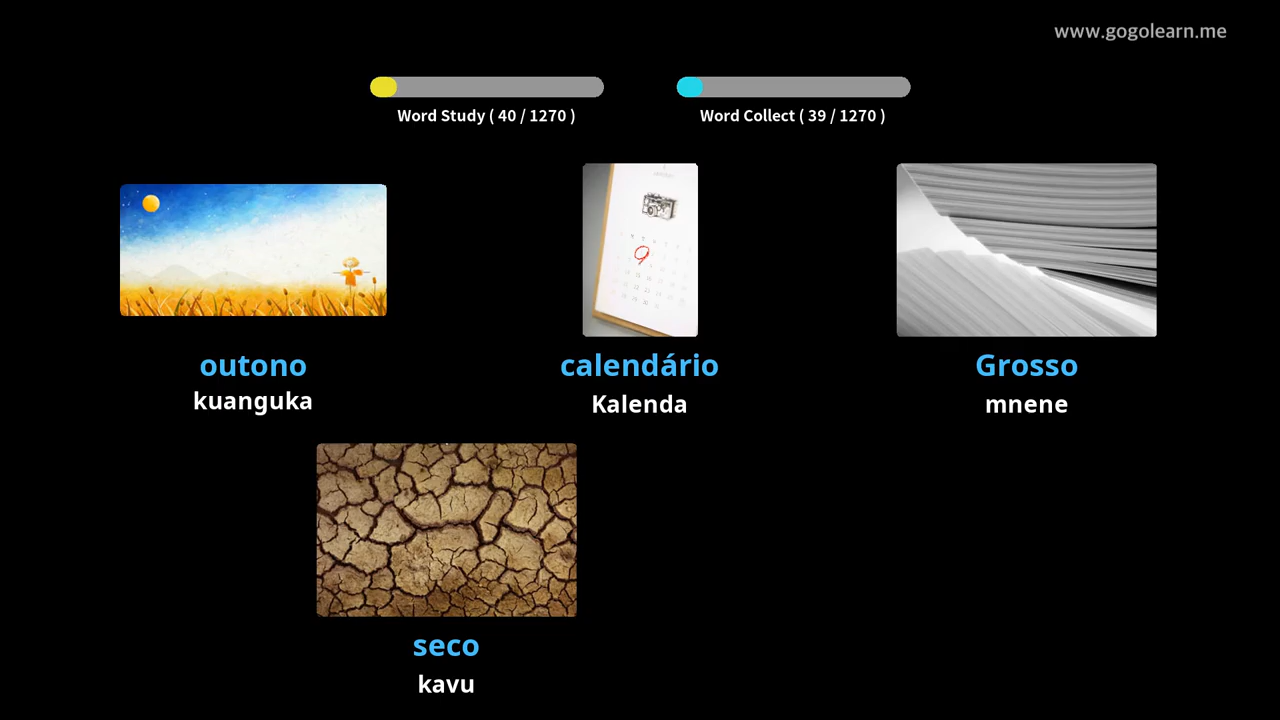 www.gogolearn.me
Word Study ( 40 / 1270 )
Word Collect ( 39 / 1270 )
outono
kuanguka
calendário
Kalenda
Grosso
mnene
9
seco
kavu